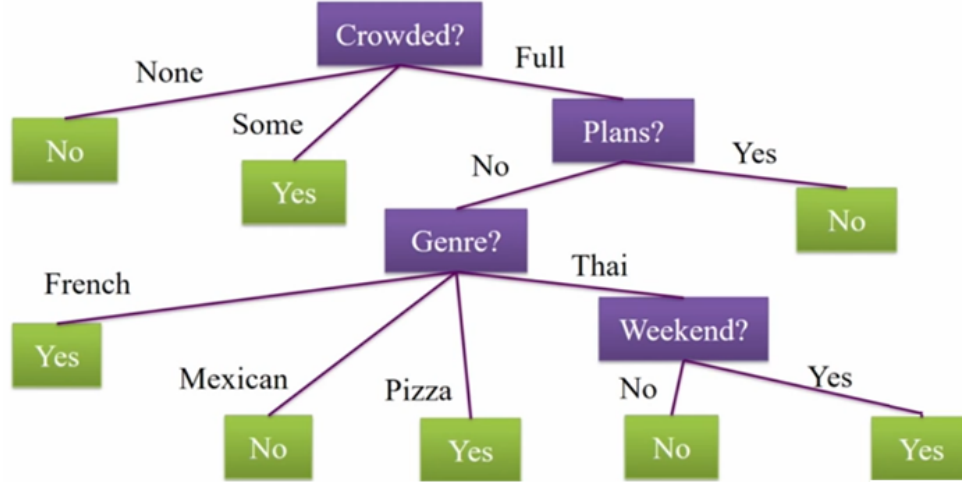 Crowded?
None
Full
No
Some
Plans?
Yes
No
Yes
Genre?
No
French
Thai
Yes
Weekend?
Mexican
Pizza
No
Yes
No
Yes
No
Yes